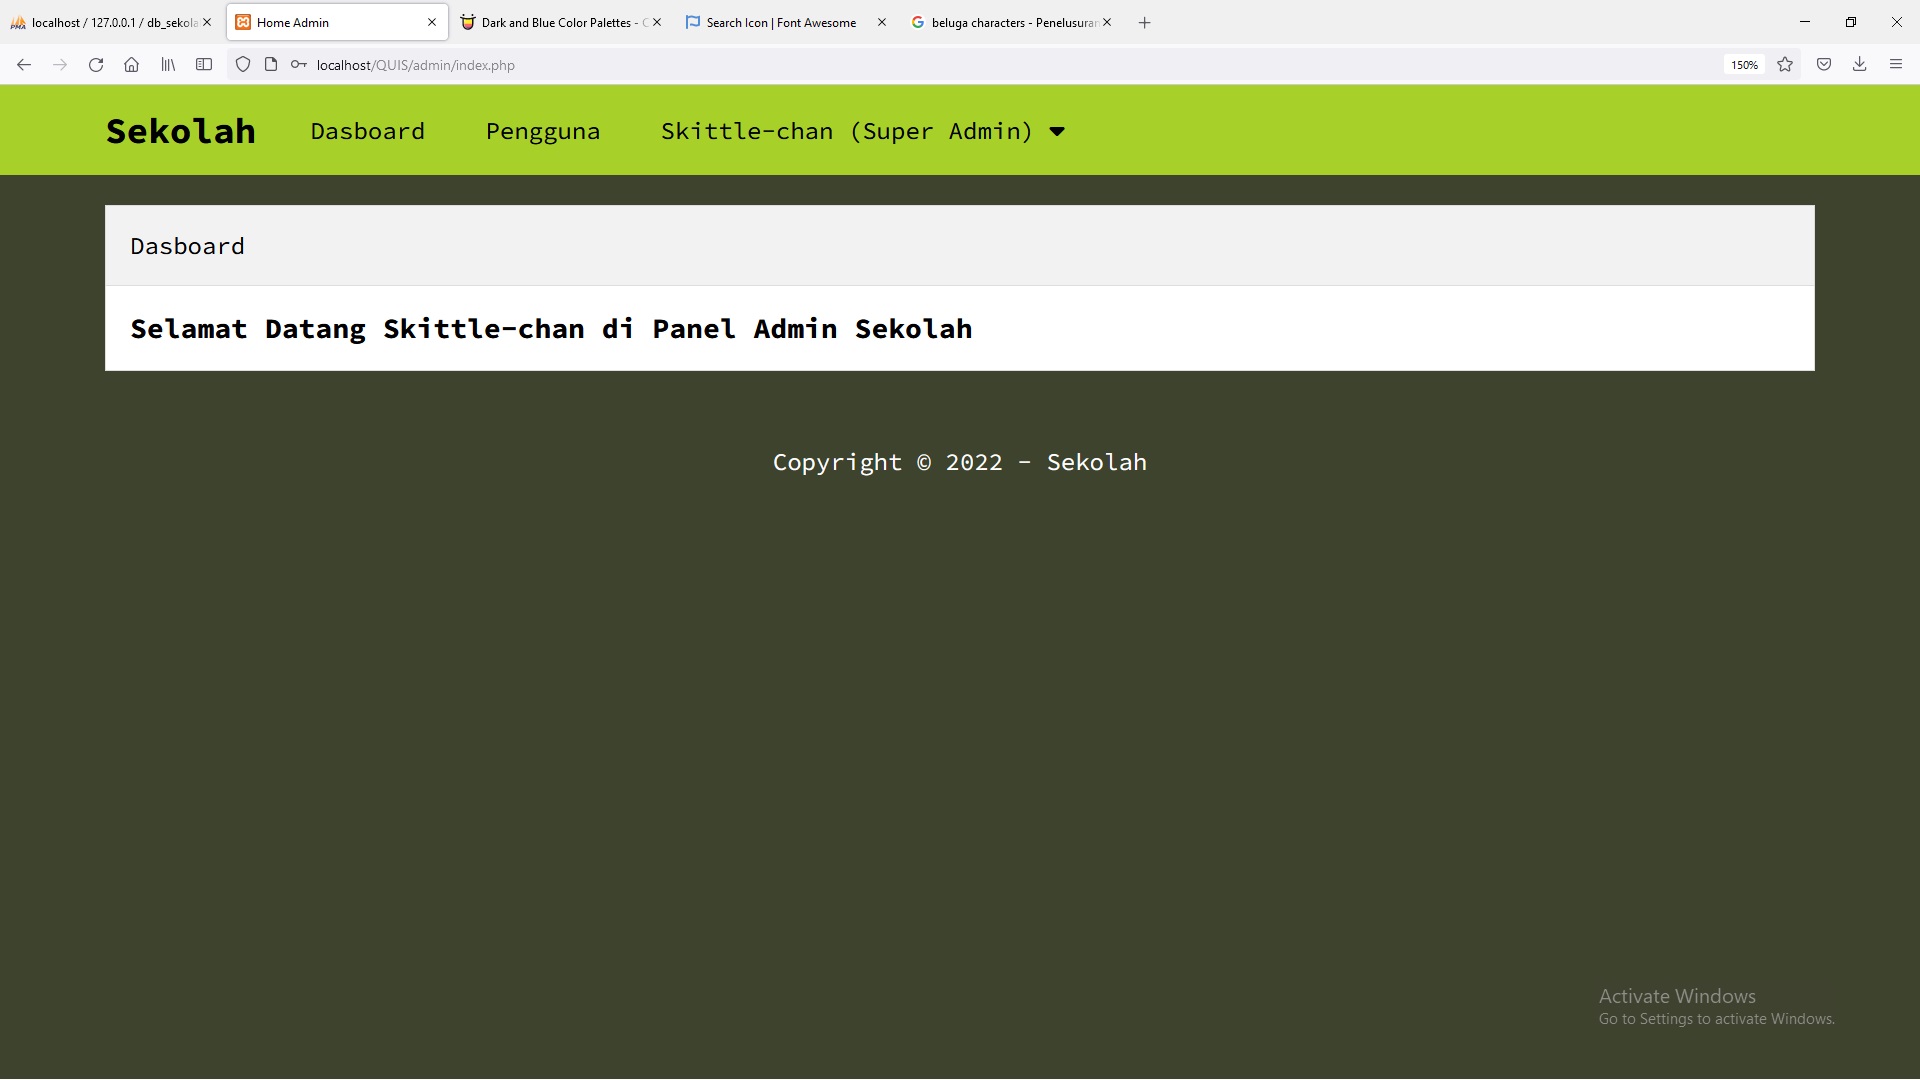 localhost / 127.0.0.1 / db_sekola
Home Admin
Dark and Blue Color Palettes - C
Search Icon | Font Awesome
beluga characters - Penelusuran
localhost/QUIS/admin/index.php
150%
Sekolah
Dasboard
Pengguna
Skittle-chan (Super Admin)
Dasboard
Selamat Datang Skittle-chan di Panel Admin Sekolah
Copyright © 2022 - Sekolah
Activate Windows
Go to Settings to activate Windows.